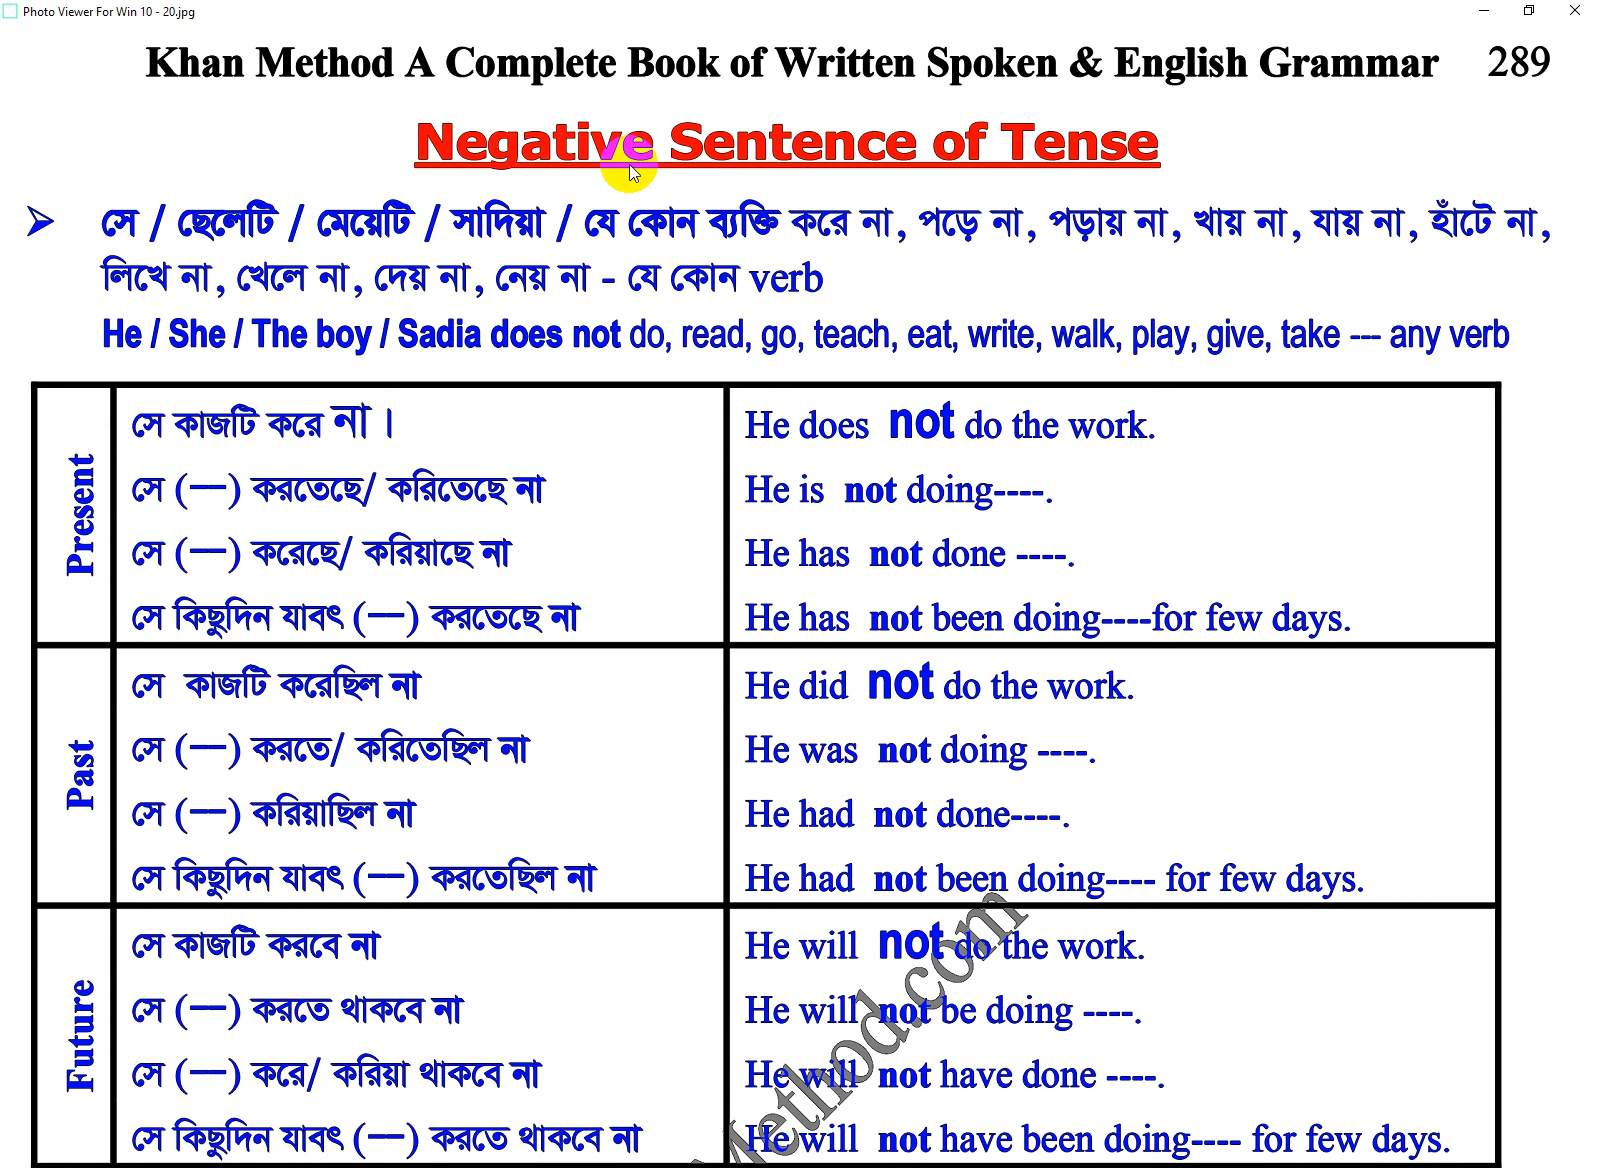 Photo Viewer For Win 10 - 20.jpg
Khan Method A Complete Book of Written Spoken & English Grammar 289
Negative Sentence of Tense
➢ সে / ছেলেটি / মেয়েটি / সাদিয়া / যে কোন ব্যক্তি করে না, পড়ে না, পড়ায় না, খায় না, যায় না, হাঁটে না,
লিখে না, খেলে না, দেয় না, নেয় না - যে কোন verb
He / She / The boy / Sadia does not do, read, go, teach, eat, write, walk, play, give, take --- any verb
Present
সে কাজটি করে না। He does not do the work.
সে (—) করতেছে/ করিতেছে না He is not doing----.
সে (—) করেছে/ করিয়াছে না He has not done ----.
সে কিছুদিন যাবৎ (—) করতেছে না He has not been doing----for few days.
Past
সে কাজটি করেছিল না He did not do the work.
সে (—) করতে/ করিতেছিল না He was not doing ----.
সে (—) করিয়াছিল না He had not done----.
সে কিছুদিন যাবৎ (—) করতেছিল না He had not been doing---- for few days.
Future
সে কাজটি করবে না He will not do the work.
সে (—) করতে থাকবে না He will not be doing ----.
সে (—) করে/ করিয়া থাকবে না He will not have done ----.
সে কিছুদিন যাবৎ (—) করতে থাকবে না He will not have been doing---- for few days.
Method.com